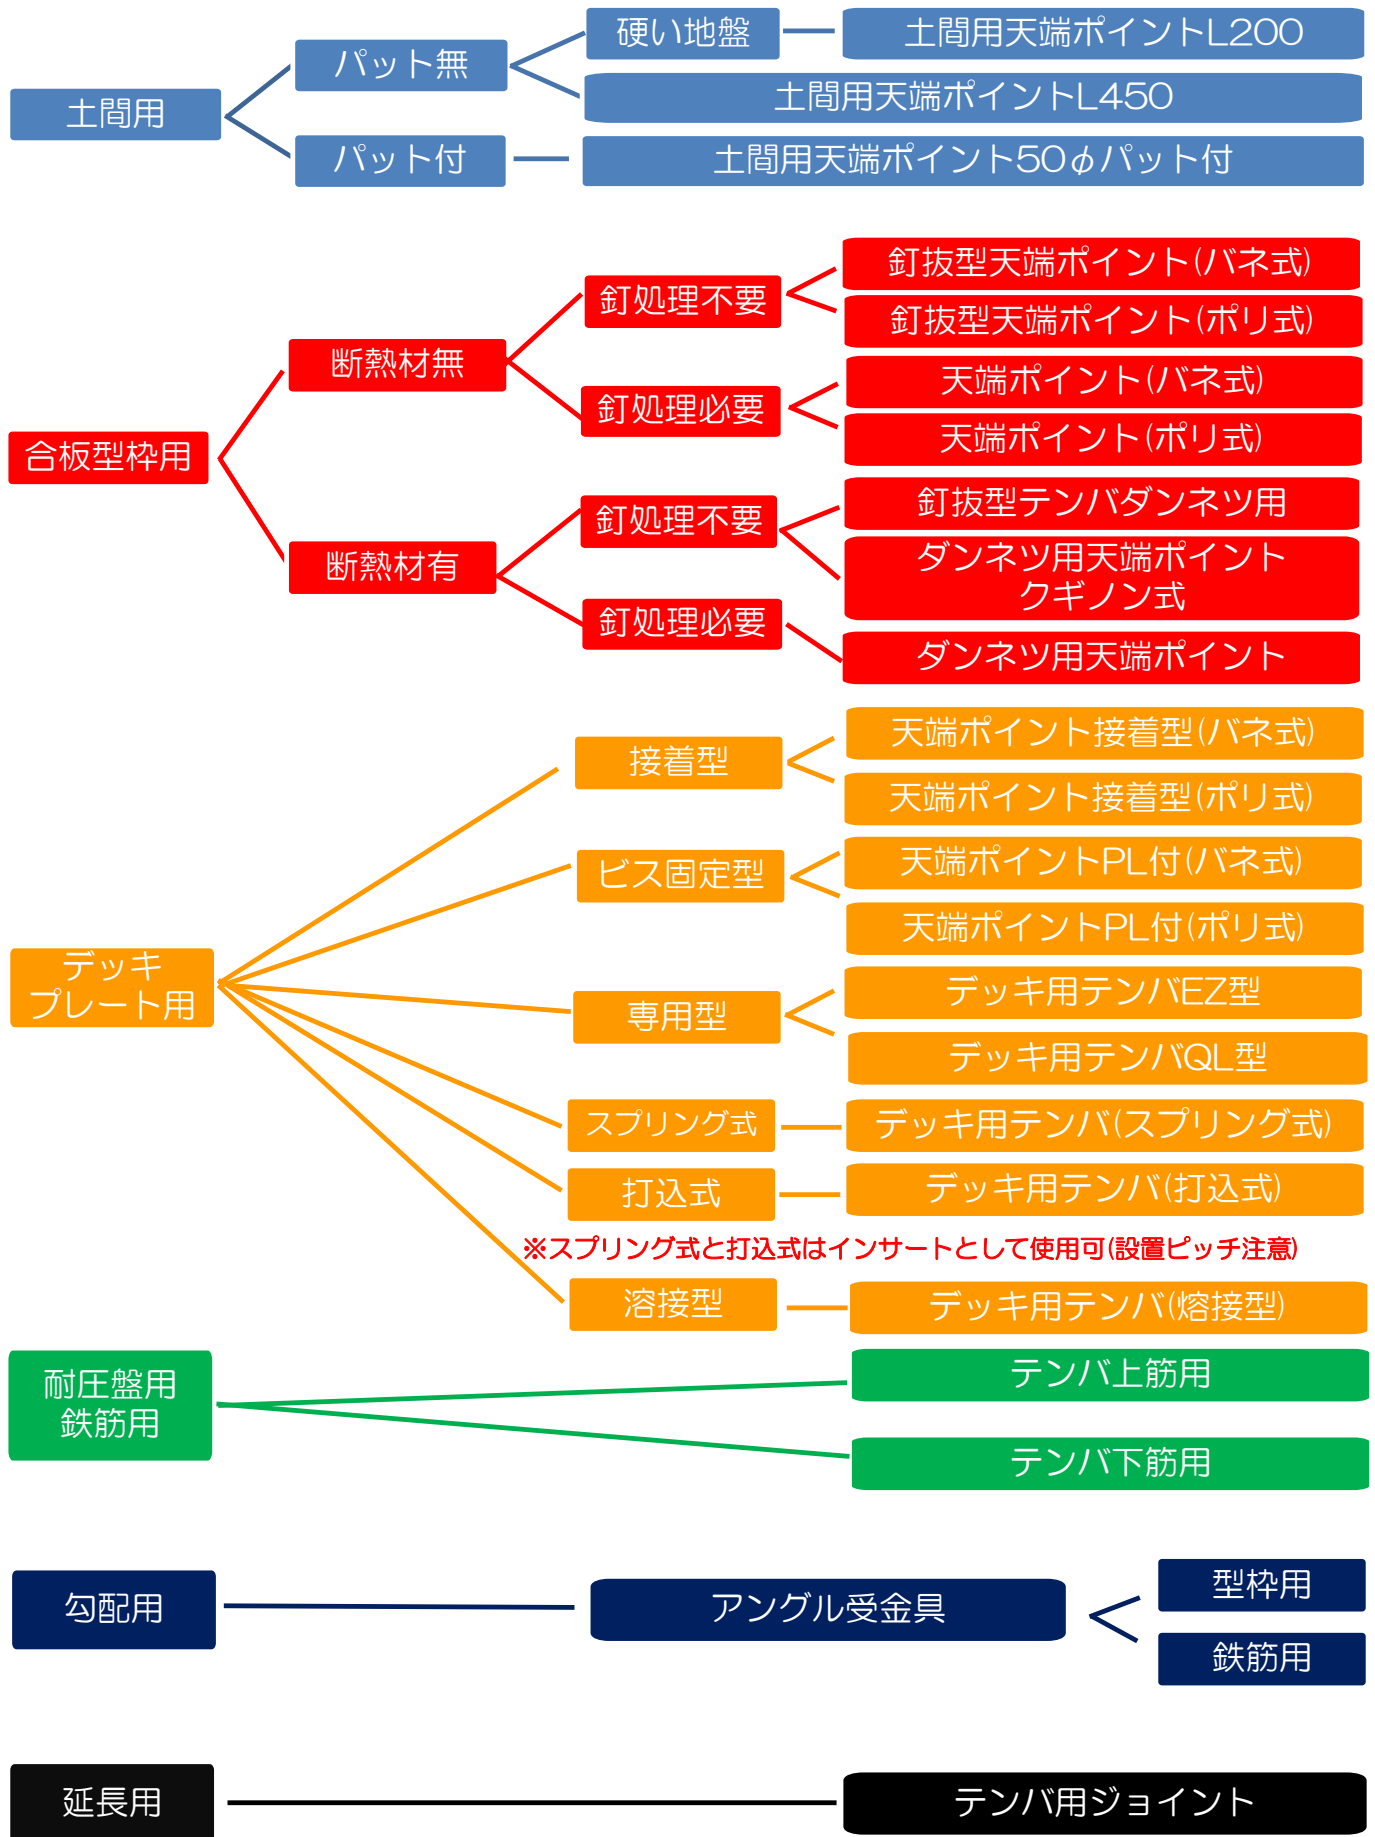 土間用
パット無
硬い地盤
土間用天端ポイントL200
土間用天端ポイントL450
パット付
土間用天端ポイント50φパット付
合板型枠用
断熱材無
釘処理不要
釘抜型天端ポイント(バネ式)
釘抜型天端ポイント(ポリ式)
釘処理必要
天端ポイント(バネ式)
天端ポイント(ポリ式)
断熱材有
釘処理不要
釘抜型テンバダンネツ用
ダンネツ用天端ポイント
クギノン式
釘処理必要
ダンネツ用天端ポイント
デッキ
プレート用
接着型
天端ポイント接着型(バネ式)
天端ポイント接着型(ポリ式)
ビス固定型
天端ポイントPL付(バネ式)
天端ポイントPL付(ポリ式)
専用型
デッキ用テンバEZ型
デッキ用テンバQL型
スプリング式
デッキ用テンバ(スプリング式)
打込式
デッキ用テンバ(打込式)
※スプリング式と打込式はインサートとして使用可(設置ピッチ注意)
溶接型
デッキ用テンバ(熔接型)
耐圧盤用
鉄筋用
テンバ上筋用
テンバ下筋用
勾配用
アングル受金具
型枠用
鉄筋用
延長用
テンバ用ジョイント